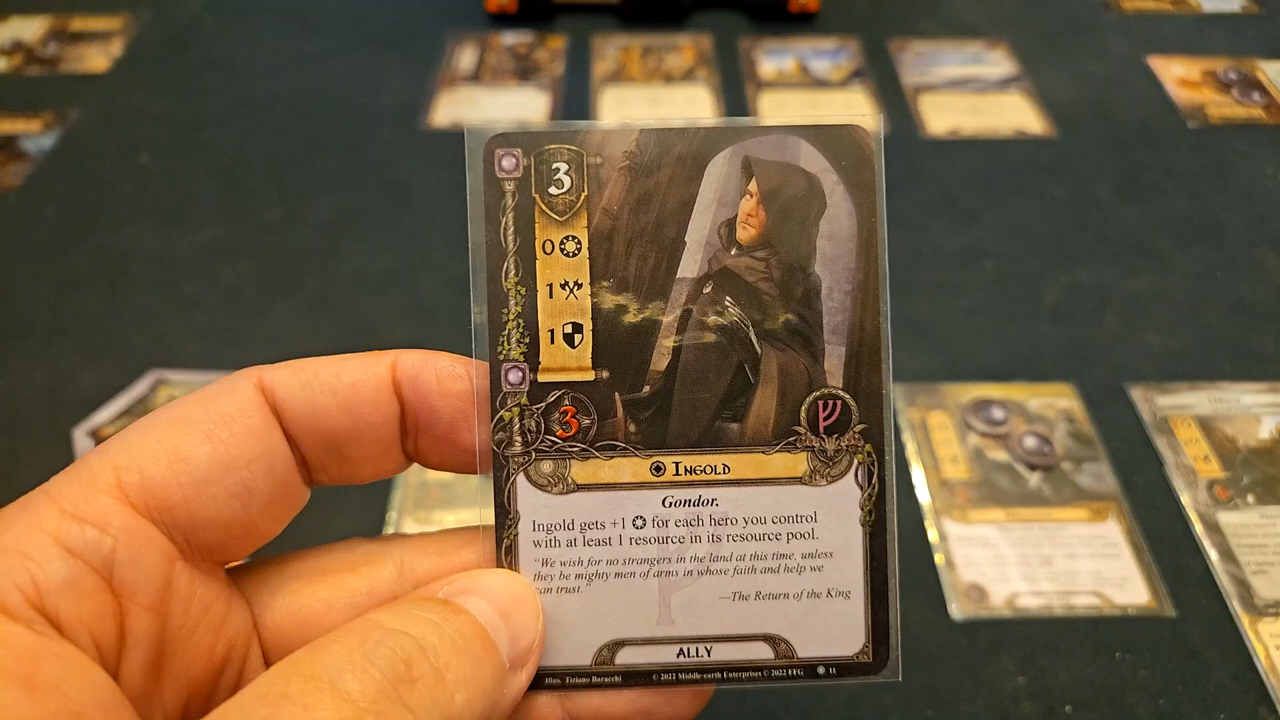 3
0
1
1
3
INGOLD
Gondor.
Ingold gets +1 for each hero you control
with at least 1 resource in its resource pool.
"We wish for no strangers in the land at this time, unless
they be mighty men of arms in whose faith and help we
can trust."
—The Return of the King
ALLY
Illus. Tiziano Baracchi © 2022 Middle-earth Enterprises © 2022 FFG 11